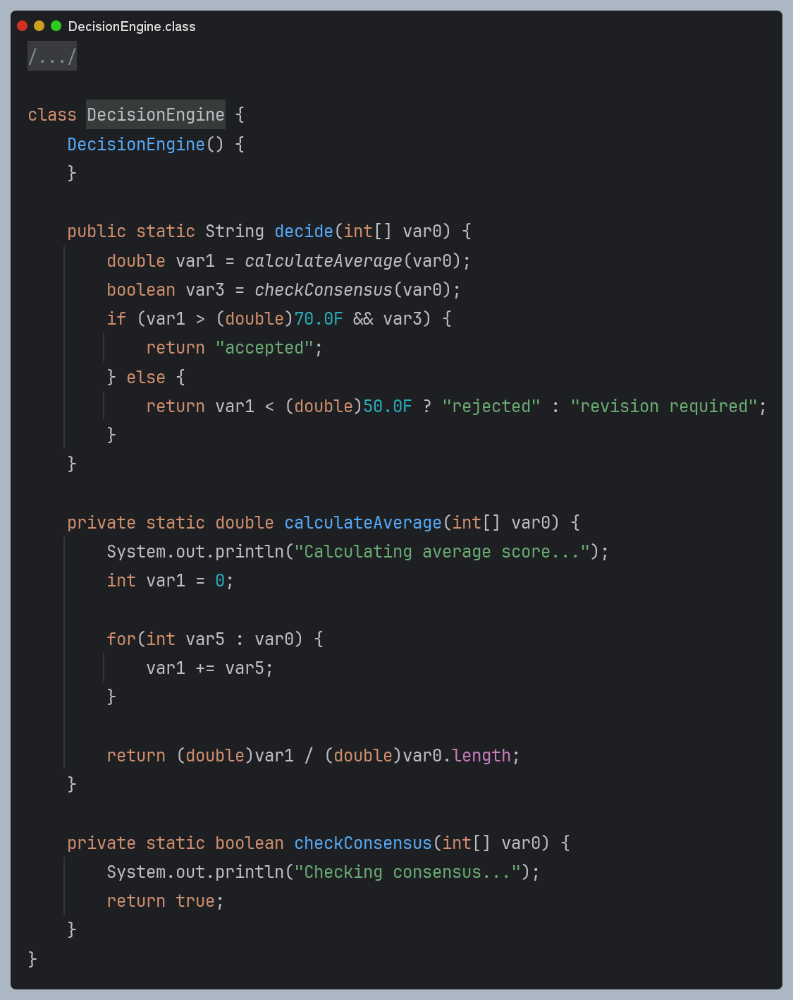 DecisionEngine.class
/.../
class DecisionEngine {
    DecisionEngine() {
    }
    public static String decide(int[] var0) {
        double var1 = calculateAverage(var0);
        boolean var3 = checkConsensus(var0);
        if (var1 > (double)70.0F && var3) {
            return "accepted";
        } else {
            return var1 < (double)50.0F ? "rejected" : "revision required";
        }
    }
    private static double calculateAverage(int[] var0) {
        System.out.println("Calculating average score...");
        int var1 = 0;
        for(int var5 : var0) {
            var1 += var5;
        }
        return (double)var1 / (double)var0.length;
    }
    private static boolean checkConsensus(int[] var0) {
        System.out.println("Checking consensus...");
        return true;
    }
}